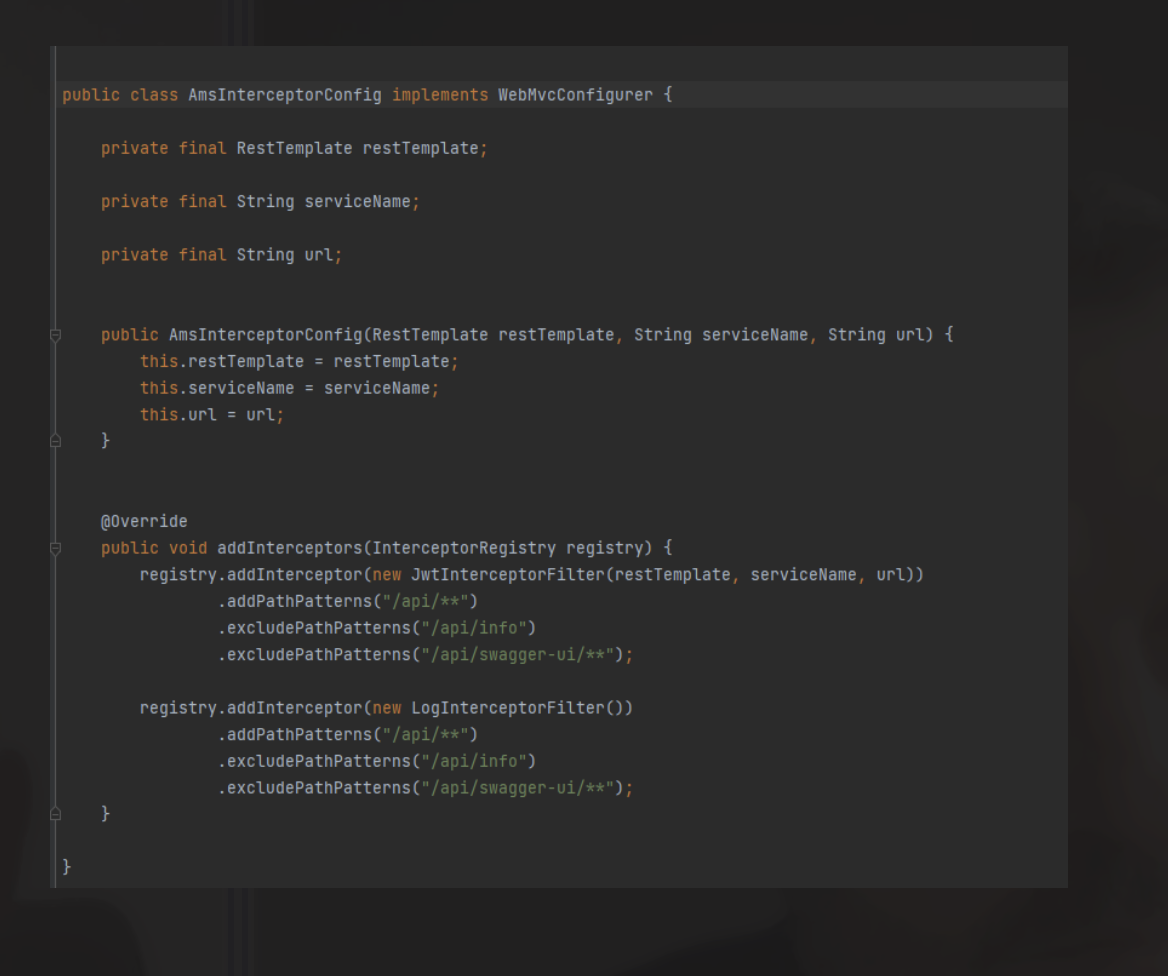 public class AmsInterceptorConfig implements WebMvcConfigurer {
private final RestTemplate restTemplate;
private final String serviceName;
private final String url;
public AmsInterceptorConfig(RestTemplate restTemplate, String serviceName, String url) {
this.restTemplate = restTemplate;
this.serviceName = serviceName;
this.url = url;
}
@Override
public void addInterceptors(InterceptorRegistry registry) {
registry.addInterceptor(new JwtInterceptorFilter(restTemplate, serviceName, url))
.addPathPatterns("/api/**")
.excludePathPatterns("/api/info")
.excludePathPatterns("/api/swagger-ui/**");
registry.addInterceptor(new LogInterceptorFilter())
.addPathPatterns("/api/**")
.excludePathPatterns("/api/info")
.excludePathPatterns("/api/swagger-ui/**");
}
}